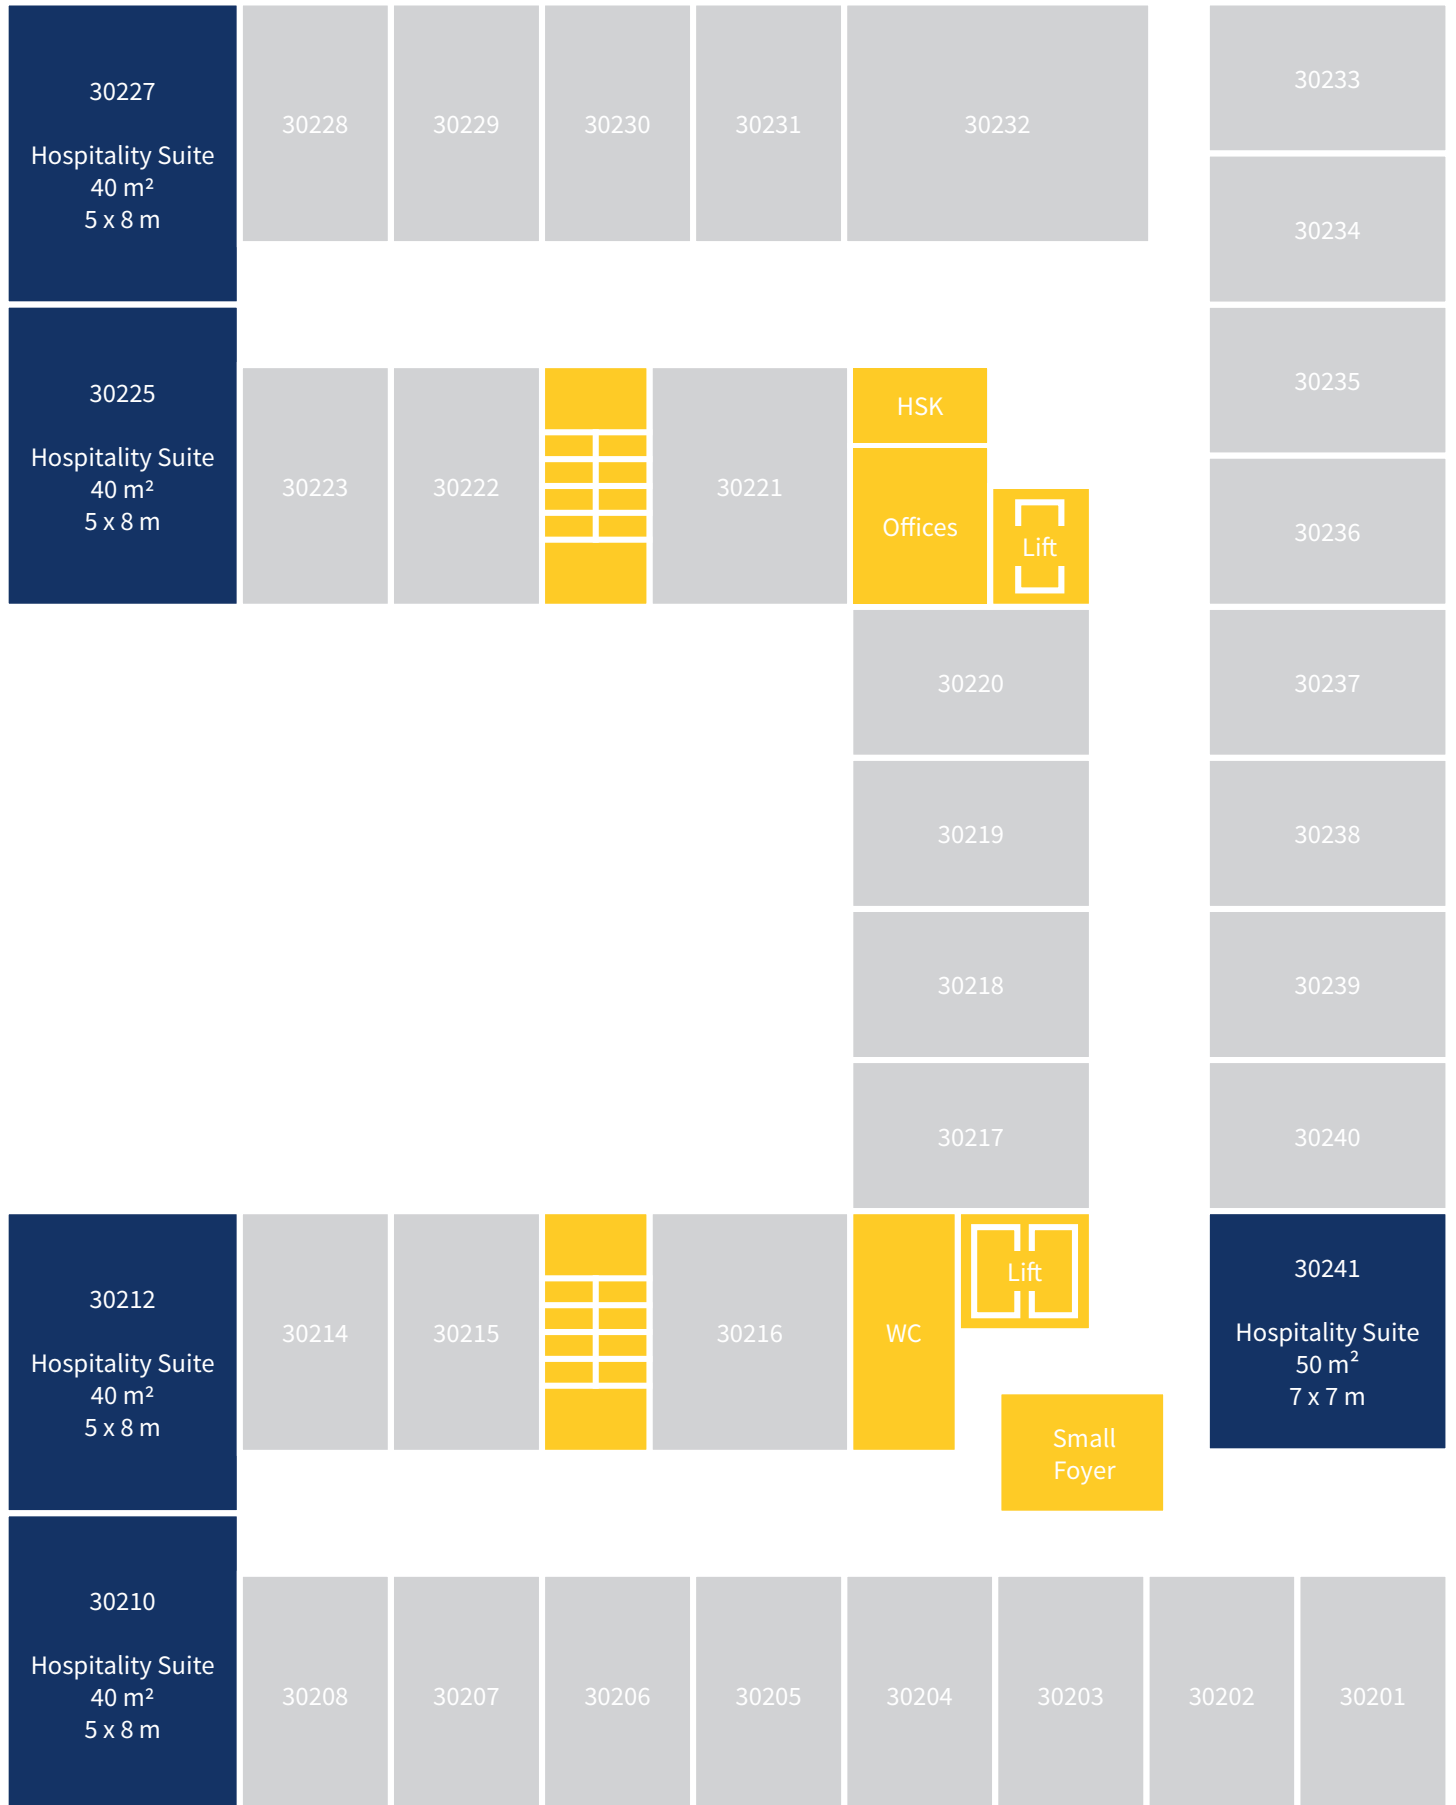 30227
Hospitality Suite
40 m²
5 x 8 m
30228
30229
30230
30231
30232
30233
30234
30225
Hospitality Suite
40 m²
5 x 8 m
30223
30222
30221
HSK
Offices
Lift
30235
30236
30220
30237
30219
30238
30218
30239
30217
30240
30212
Hospitality Suite
40 m²
5 x 8 m
30214
30215
30216
WC
Lift
Small
Foyer
30241
Hospitality Suite
50 m²
7 x 7 m
30210
Hospitality Suite
40 m²
5 x 8 m
30208
30207
30206
30205
30204
30203
30202
30201